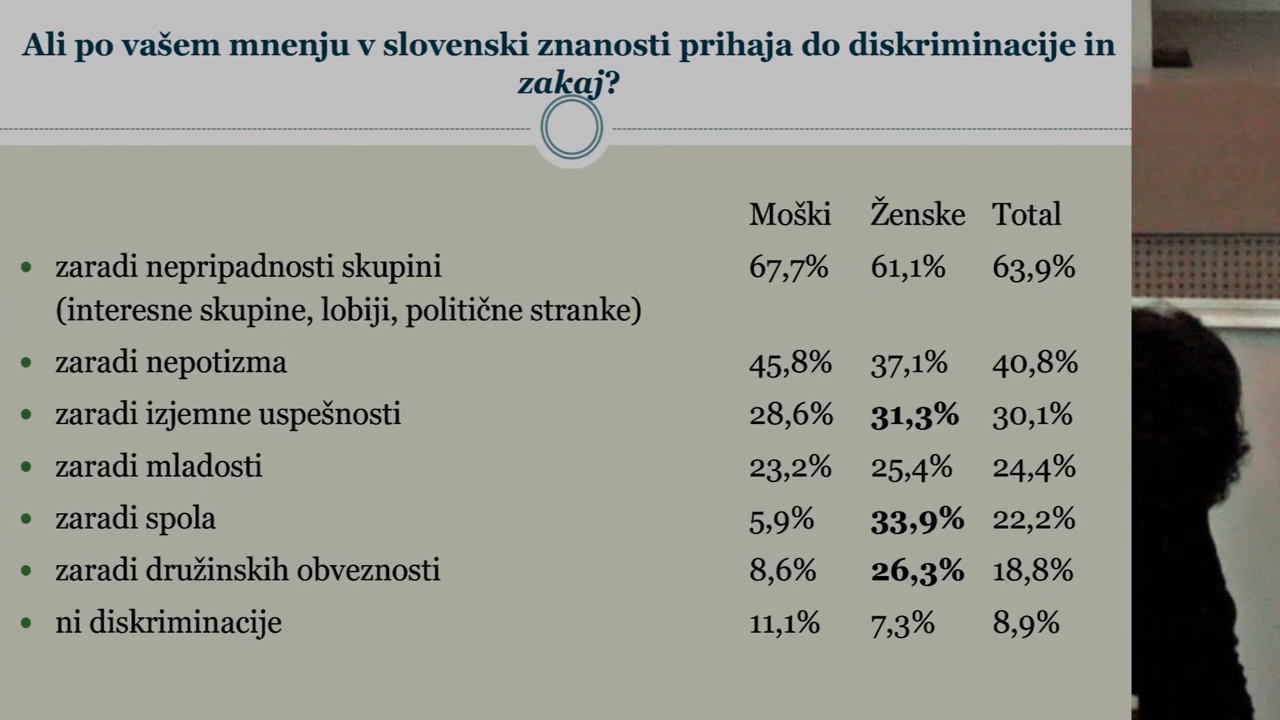 Ali po vašem mnenju v slovenski znanosti prihaja do diskriminacije in
zakaj?
Moški Ženske Total
zaradi nepripadnosti skupini 67,7% 61,1% 63,9%
(interesne skupine, lobiji, politične stranke)
zaradi nepotizma 45,8% 37,1% 40,8%
zaradi izjemne uspešnosti 28,6% 31,3% 30,1%
zaradi mladosti 23,2% 25,4% 24,4%
zaradi spola 5,9% 33,9% 22,2%
zaradi družinskih obveznosti 8,6% 26,3% 18,8%
ni diskriminacije 11,1% 7,3% 8,9%